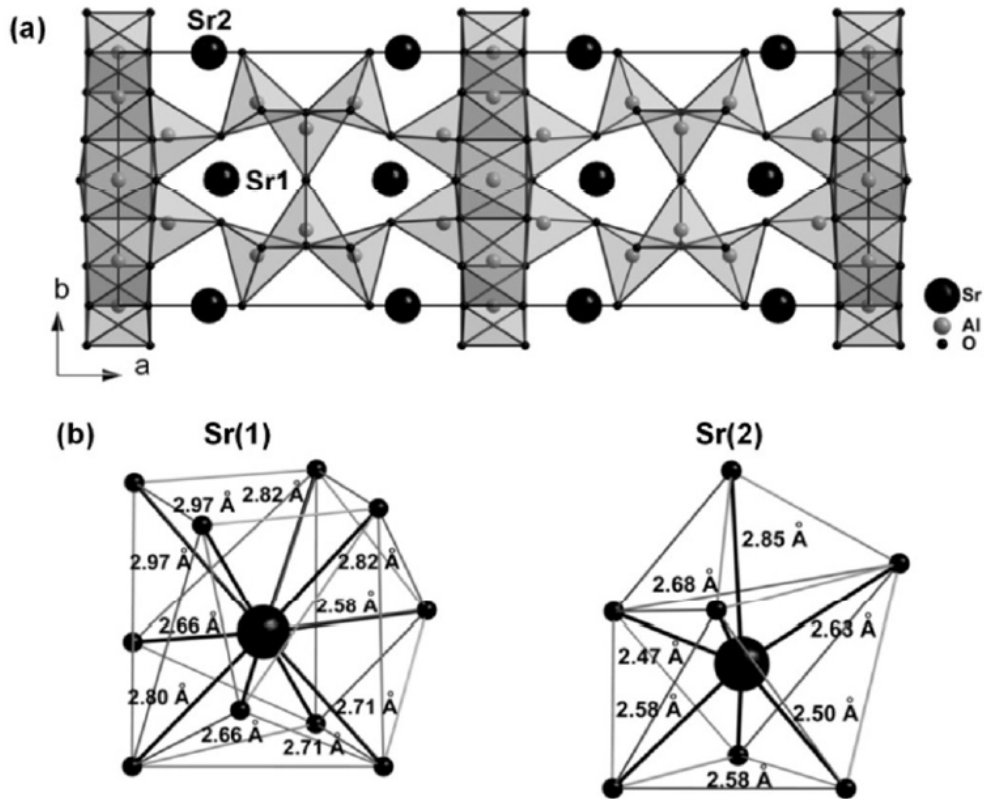 (a)
Sr2
Sr1
b
a
Sr
Al
O
(b)
Sr(1)
Sr(2)
2.97 Å
2.82 Å
2.97 Å
2.82 Å
2.58 Å
2.66 Å
2.80 Å
2.71 Å
2.66 Å
2.71 Å
2.85 Å
2.68 Å
2.63 Å
2.47 Å
2.58 Å
2.50 Å
2.58 Å